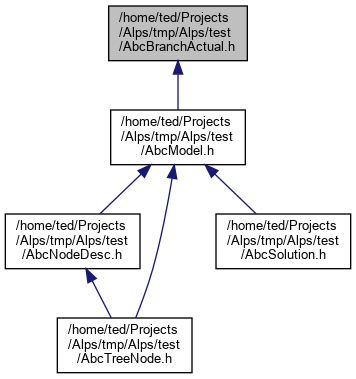 /home/ted/Projects
/Alps/tmp/Alps/test
/AbcBranchActual.h
/home/ted/Projects
/Alps/tmp/Alps/test
/AbcModel.h
/home/ted/Projects
/Alps/tmp/Alps/test
/AbcNodeDesc.h
/home/ted/Projects
/Alps/tmp/Alps/test
/AbcSolution.h
/home/ted/Projects
/Alps/tmp/Alps/test
/AbcTreeNode.h